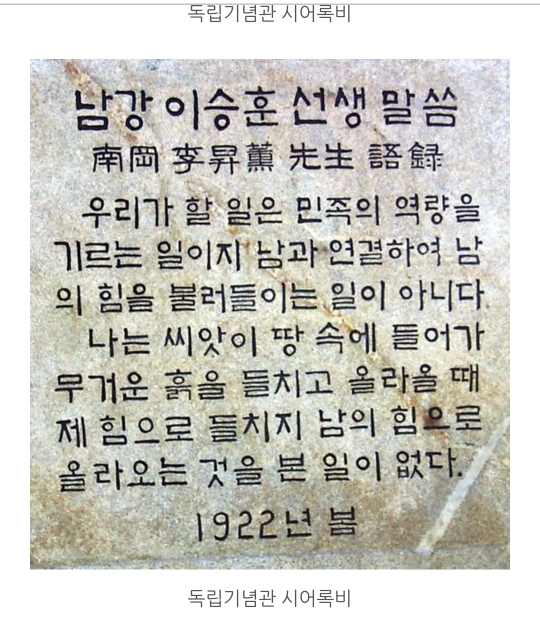 독립기념관 시어록비
남강 이승훈 선생 말씀
南岡 李昇薰 先生 語録
우리가 할 일은 민족의 역량을
기르는 일이지 남과 연결하여 남
의 힘을 불러들이는 일이 아니다.
나는 씨앗이 땅 속에 들어가
무거운 흙을 들치고 올라올 때
제 힘으로 들치지 남의 힘으로
올라오는 것을 본 일이 없다.
1922년 봄
독립기념관 시어록비